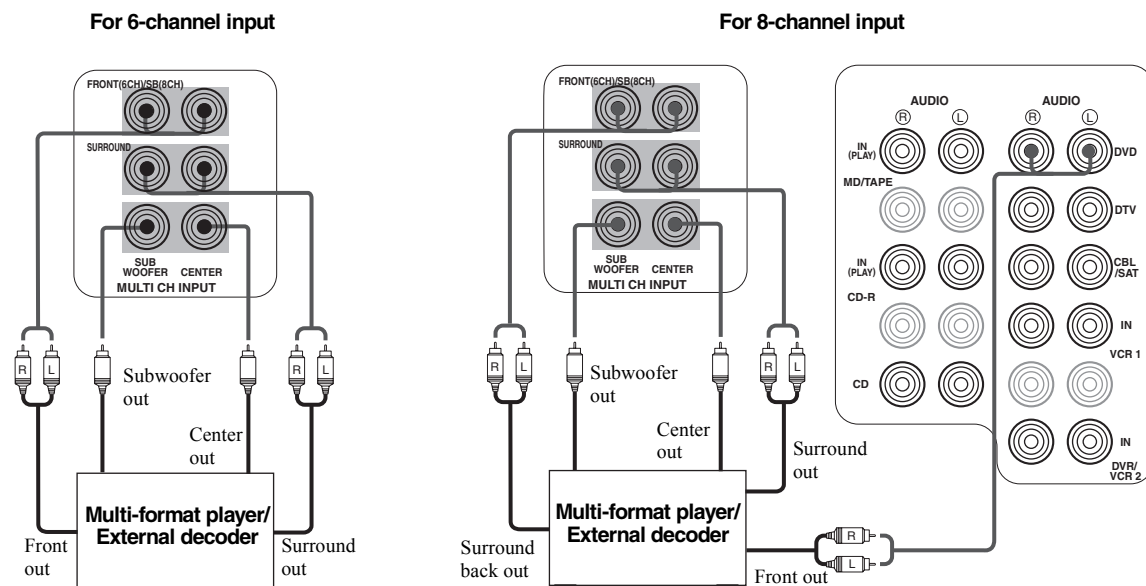 For 6-channel input
FRONT(6CH)/SB(8CH)
SURROUND
SUB
WOOFER
CENTER
MULTI CH INPUT
R
L
R
L
Subwoofer
out
Center
out
Multi-format player/
External decoder
Front
out
Surround
out
For 8-channel input
FRONT(6CH)/SB(8CH)
SURROUND
SUB
WOOFER
CENTER
MULTI CH INPUT
R
L
R
L
Subwoofer
out
Center
out
Surround
out
Multi-format player/
External decoder
Surround
back out
Front out
R
L
AUDIO
R
L
IN
(PLAY)
MD/TAPE
IN
(PLAY)
CD-R
CD
AUDIO
R
L
DVD
DTV
CBL
/SAT
IN
VCR 1
IN
DVR/
VCR 2